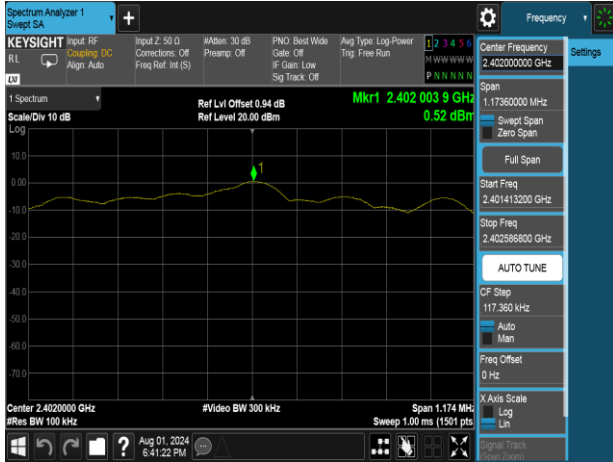 Spectrum Analyzer 1
Swept SA
Frequency
KEYSIGHT
RL
Input: RF
Coupling: DC
Align: Auto
Input Z: 50 Ω
Corrections: Off
Freq Ref: Int (S)
#Atten: 30 dB
Preamp: Off
PNO: Best Wide
Gate: Off
IF Gain: Low
Sig Track: Off
Avg Type: Log-Power
Trig: Free Run
1 2 3 4 5 6
M W W W W W
P N N N N N
LXI
1 Spectrum
Scale/Div 10 dB
Log
Ref Lvl Offset 0.94 dB
Ref Level 20.00 dBm
Mkr1 2.402 003 9 GHz
0.52 dBm
1
10.0
0.00
-10.0
-20.0
-30.0
-40.0
-50.0
-60.0
-70.0
Center 2.4020000 GHz
#Res BW 100 kHz
#Video BW 300 kHz
Span 1.174 MHz
Sweep 1.00 ms (1501 pts
Aug 01, 2024
6:41:22 PM
Center Frequency
2.402000000 GHz
Settings
Span
1.17360000 MHz
Swept Span
Zero Span
Full Span
Start Freq
2.401413200 GHz
Stop Freq
2.402586800 GHz
AUTO TUNE
CF Step
117.360 kHz
Auto
Man
Freq Offset
0 Hz
X Axis Scale
Log
Lin
Signal Track
(Span Zoom)